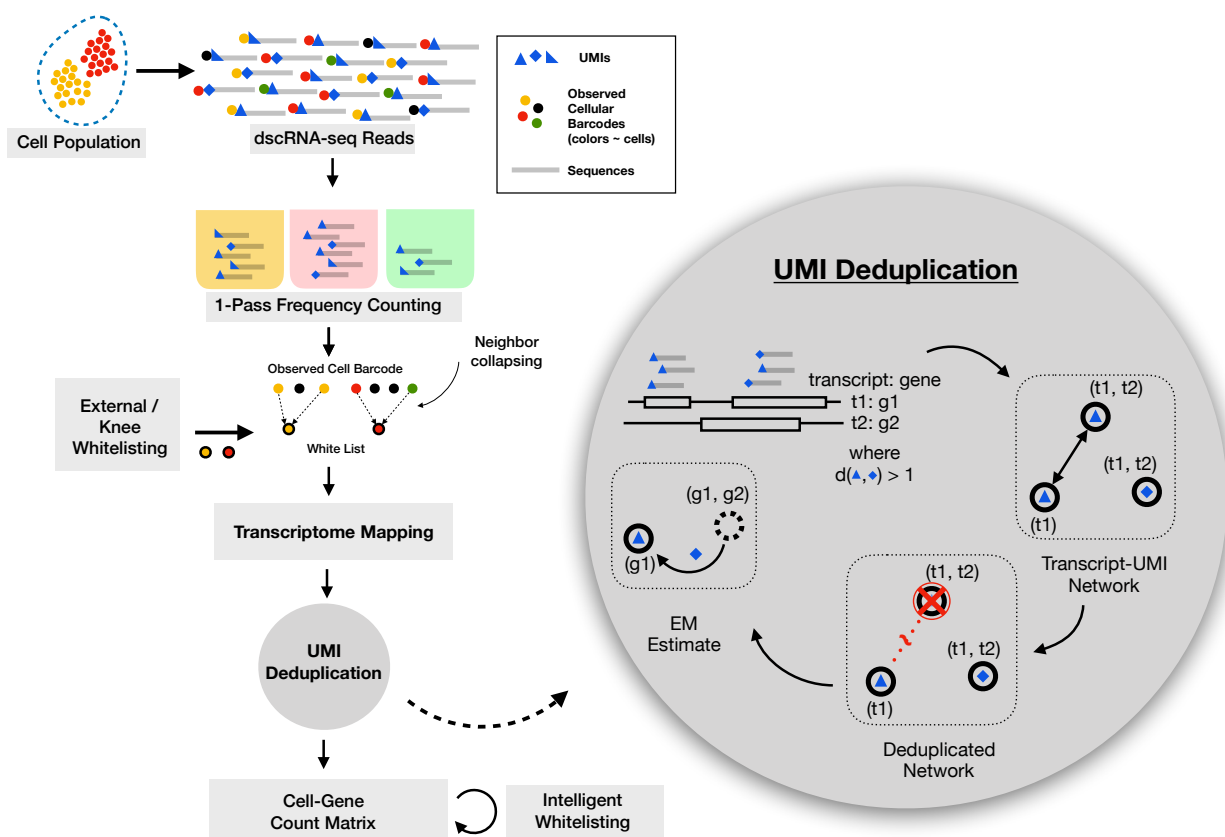 Cell Population
dscRNA-seq Reads
UMIs
Observed
Cellular
Barcodes
(colors ~ cells)
Sequences
1-Pass Frequency Counting
Neighbor
collapsing
Observed Cell Barcode
External /
Knee
Whitelisting
White List
Transcriptome Mapping
UMI
Deduplication
Cell-Gene
Count Matrix
Intelligent
Whitelisting
UMI Deduplication
transcript: gene
t1: g1
t2: g2
where
d(▲,◆) > 1
(t1, t2)
(t1, t2)
(t1)
Transcript-UMI
Network
(t1, t2)
(t1, t2)
(t1)
Deduplicated
Network
(g1, g2)
(g1)
EM
Estimate